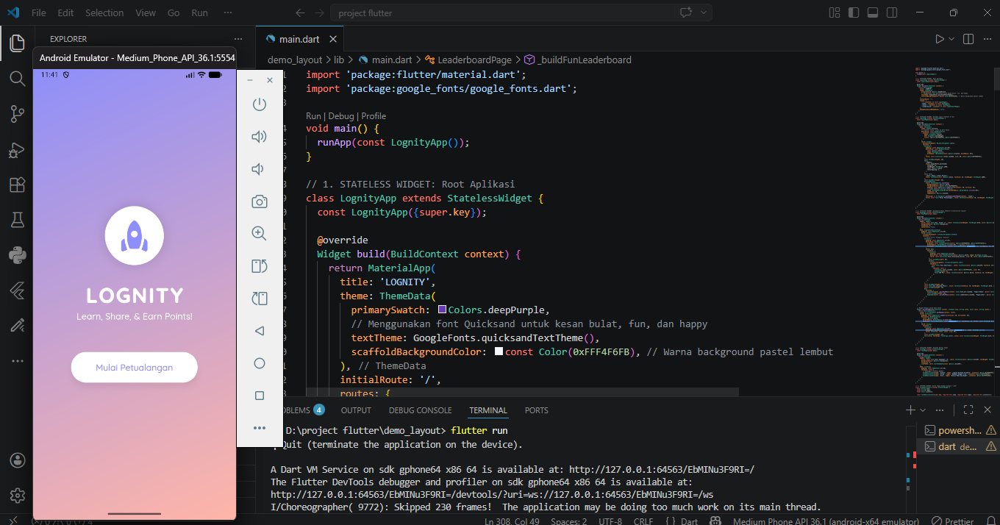 File Edit Selection View Go Run ···
project flutter
EXPLORER
Android Emulator - Medium_Phone_API_36.1:5554
11:41
LOGNITY
Learn, Share, & Earn Points!
Mulai Petualangan
main.dart
demo_layout > lib > main.dart > LeaderboardPage > _buildFunLeaderboard
import 'package:flutter/material.dart';
import 'package:google_fonts/google_fonts.dart';
Run | Debug | Profile
void main() {
runApp(const LognityApp());
}
// 1. STATELESS WIDGET: Root Aplikasi
class LognityApp extends StatelessWidget {
const LognityApp({super.key});
@override
Widget build(BuildContext context) {
return MaterialApp(
title: 'LOGNITY',
theme: ThemeData(
primarySwatch: Colors.deepPurple,
// Menggunakan font Quicksand untuk kesan bulat, fun, dan happy
textTheme: GoogleFonts.quicksandTextTheme(),
scaffoldBackgroundColor: const Color(0xFFF4F6FB), // Warna background pastel lembut
), // ThemeData
initialRoute: '/',
routes: {
OBLEMS 4 OUTPUT DEBUG CONSOLE TERMINAL PORTS
D:\project flutter\demo_layout> flutter run
Quit (terminate the application on the device).
A Dart VM Service on sdk gphone64 x86 64 is available at: http://127.0.0.1:64563/EbMINu3F9RI=/
The Flutter DevTools debugger and profiler on sdk gphone64 x86 64 is available at:
http://127.0.0.1:64563/EbMINu3F9RI=/devtools/?uri=ws://127.0.0.1:64563/EbMINu3F9RI=/ws
I/Choreographer( 9772): Skipped 230 frames!  The application may be doing too much work on its main thread.
powersh...
dart de...
Ln 308, Col 49 Spaces: 2 UTF-8 CRLF {} Dart Medium Phone API 36.1 (android-x64 emulator) Prettier